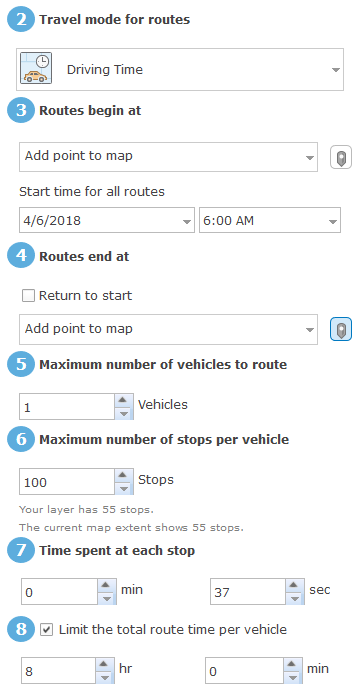 2 Travel mode for routes
Driving Time
3 Routes begin at
Add point to map
Start time for all routes
4/6/2018 6:00 AM
4 Routes end at
Return to start
Add point to map
5 Maximum number of vehicles to route
1 Vehicles
6 Maximum number of stops per vehicle
100 Stops
Your layer has 55 stops.
The current map extent shows 55 stops.
7 Time spent at each stop
0 min 37 sec
8 Limit the total route time per vehicle
8 hr 0 min